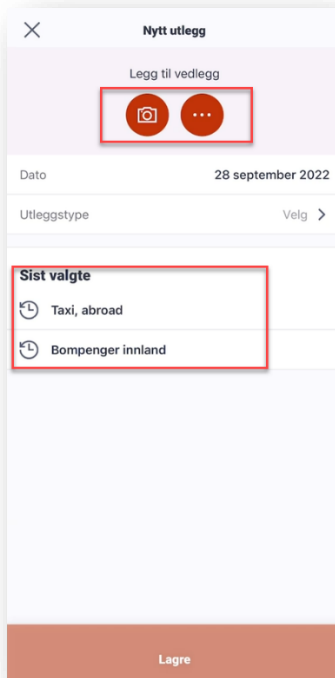 Nytt utlegg
Legg til vedlegg
Dato 28 september 2022
Utleggstype Velg
Sist valgte
Taxi, abroad
Bompenger innland
Lagre